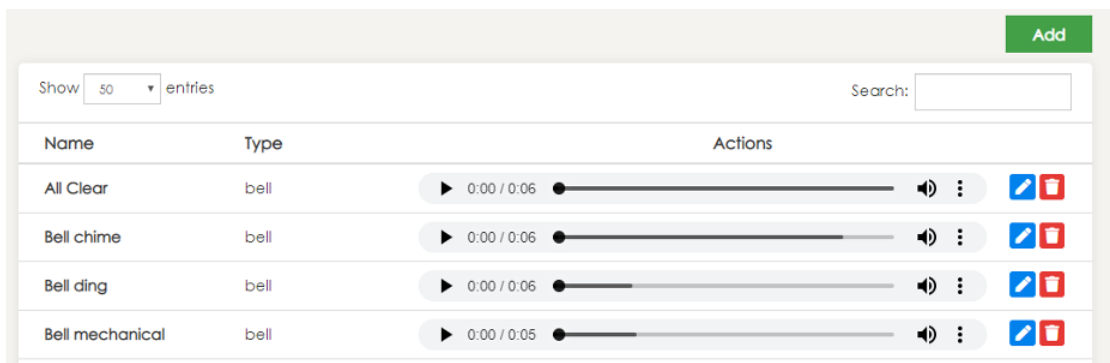 Add
Show 50 entries Search:
Name Type Actions
All Clear bell 0:00 / 0:06
Bell chime bell 0:00 / 0:06
Bell ding bell 0:00 / 0:06
Bell mechanical bell 0:00 / 0:05